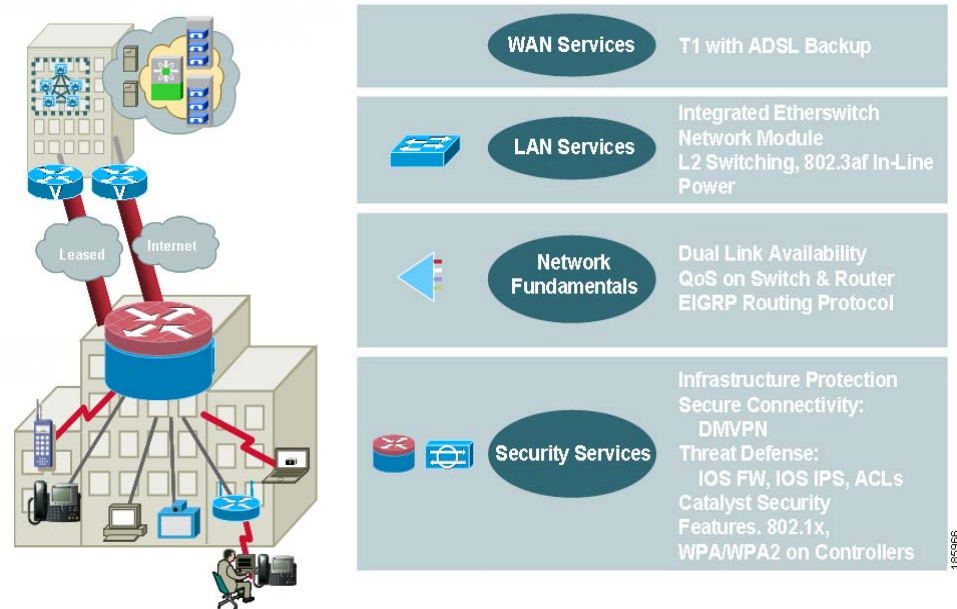 WAN Services
T1 with ADSL Backup
LAN Services
Integrated Etherswitch
Network Module
L2 Switching, 802.3af In-Line
Power
V
V
Leased
Internet
Network
Fundamentals
Dual Link Availability
QoS on Switch & Router
EIGRP Routing Protocol
Security Services
Infrastructure Protection
Secure Connectivity:
DMVPN
Threat Defense:
IOS FW, IOS IPS, ACLs
Catalyst Security
Features. 802.1x,
WPA/WPA2 on Controllers
185966